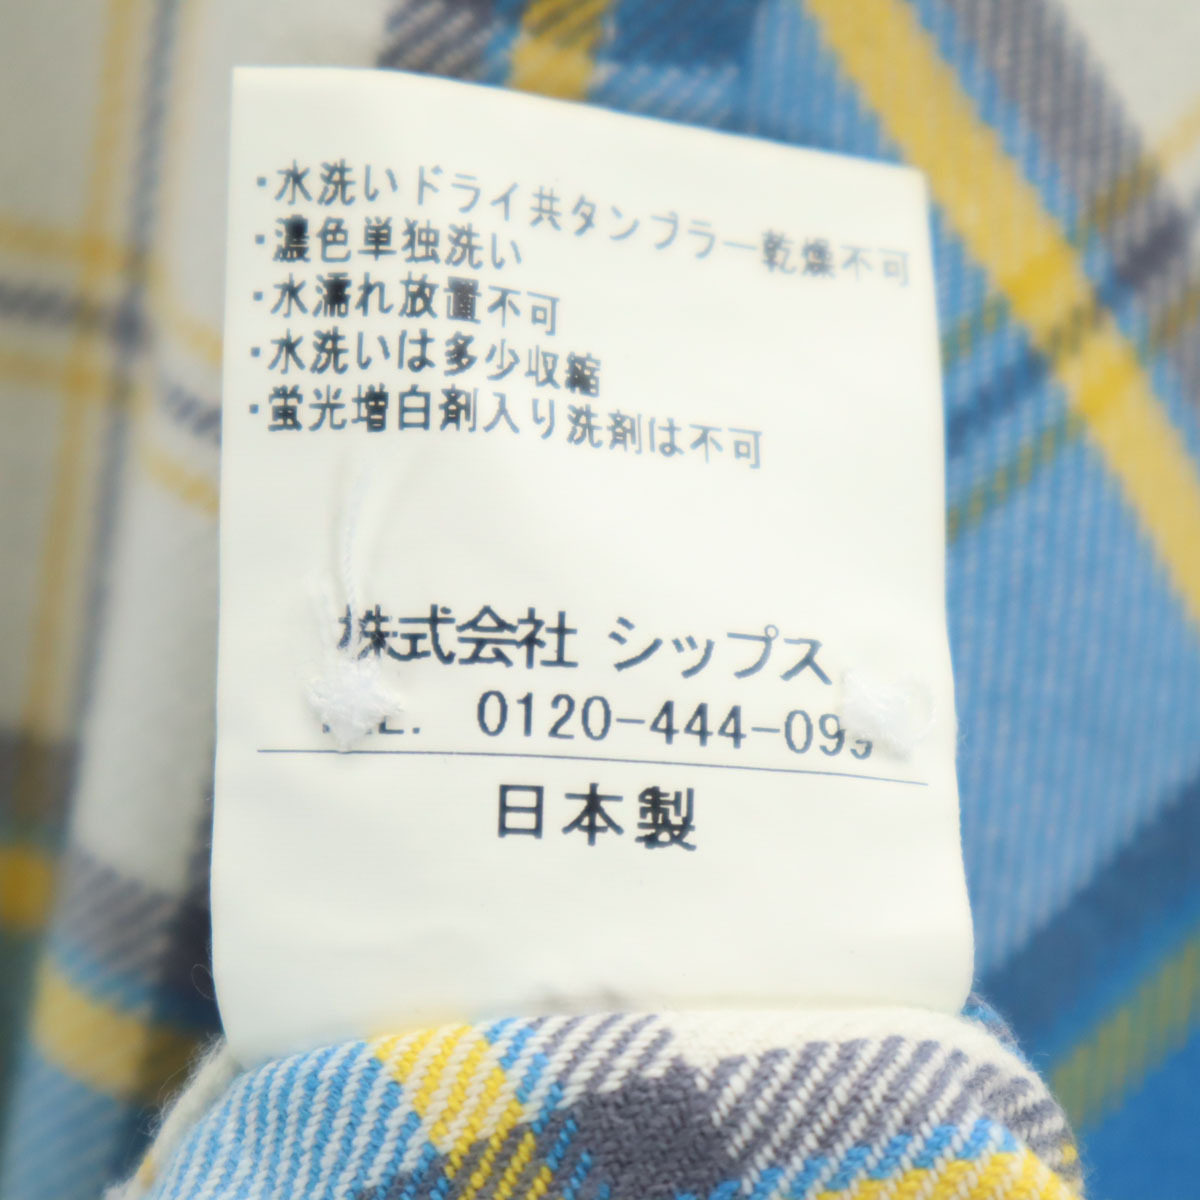 ・水洗いドライ共タンブラー乾燥不可
・濃色単独洗い
・水濡れ放置不可
・水洗いは多少収縮
・蛍光増白剤入り洗剤は不可
株式会社 シップス
0120-444-099
日本製